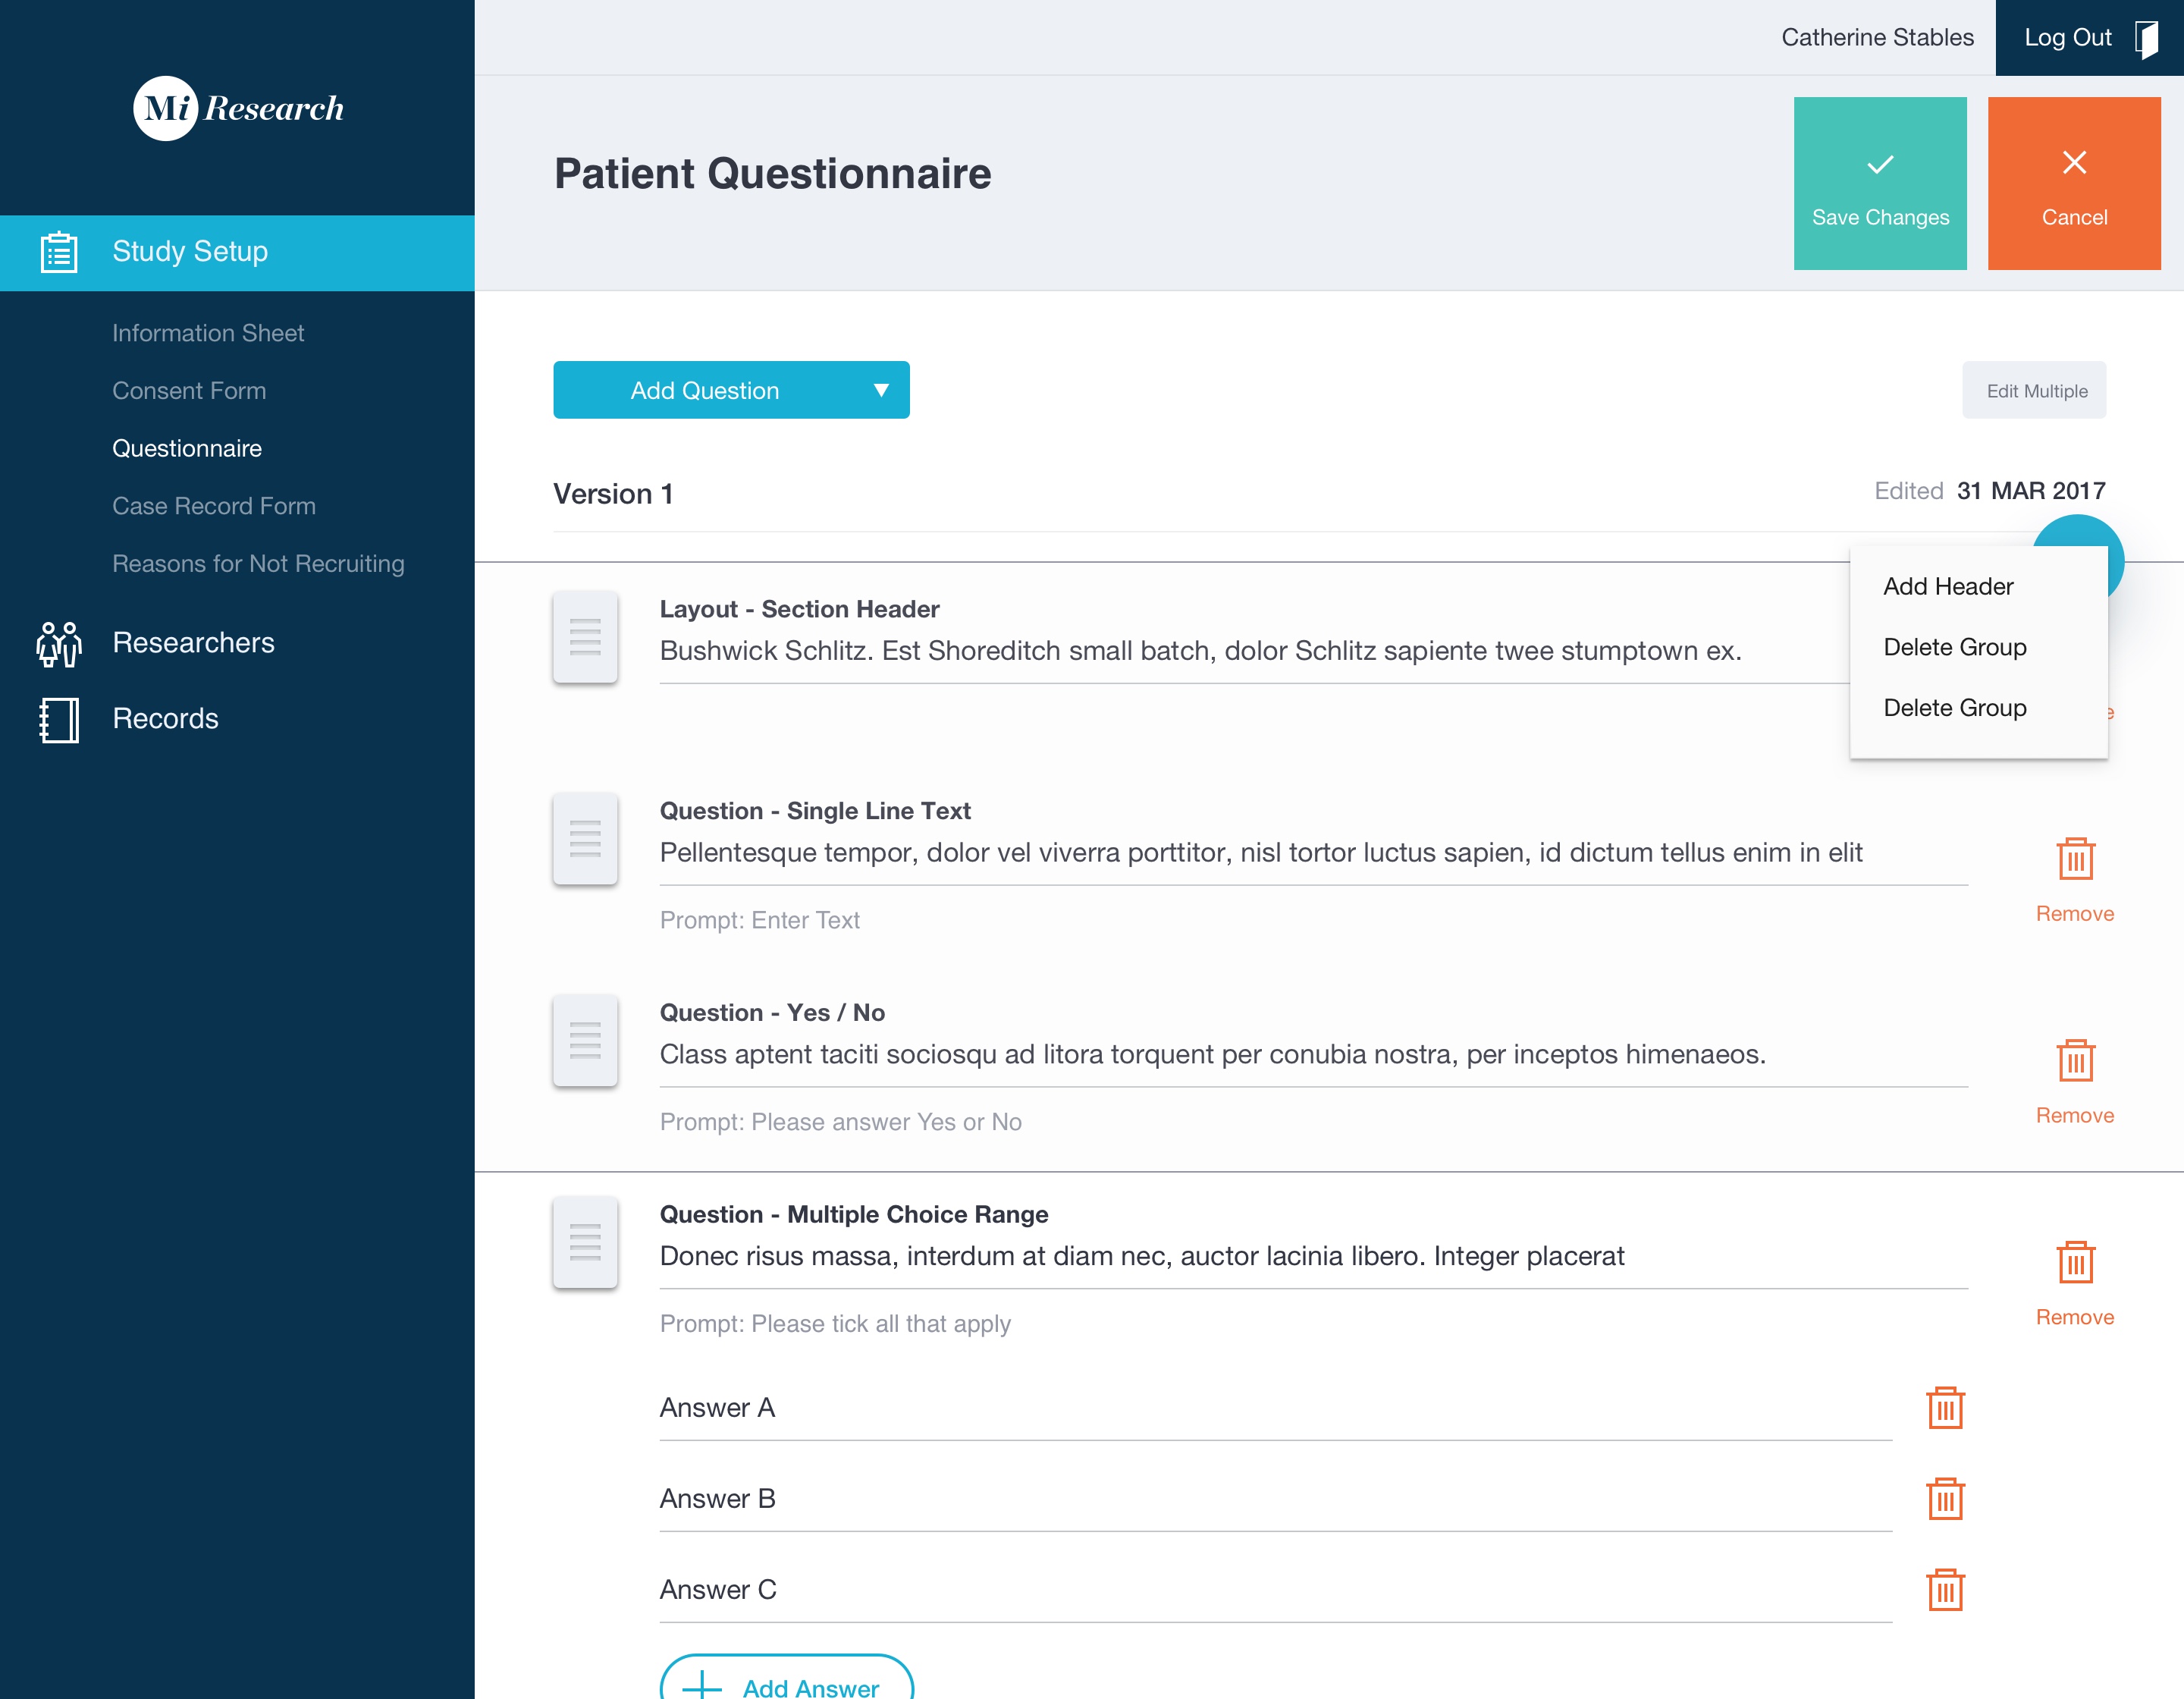 Mi Research
Catherine Stables
Log Out
Patient Questionnaire
Save Changes
Cancel
Study Setup
Information Sheet
Consent Form
Questionnaire
Case Record Form
Reasons for Not Recruiting
Researchers
Records
Add Question
Edit Multiple
Version 1
Edited 31 MAR 2017
Add Header
Delete Group
Delete Group
Layout - Section Header
Bushwick Schlitz. Est Shoreditch small batch, dolor Schlitz sapiente twee stumptown ex.
Question - Single Line Text
Pellentesque tempor, dolor vel viverra porttitor, nisl tortor luctus sapien, id dictum tellus enim in elit
Prompt: Enter Text
Remove
Question - Yes / No
Class aptent taciti sociosqu ad litora torquent per conubia nostra, per inceptos himenaeos.
Prompt: Please answer Yes or No
Remove
Question - Multiple Choice Range
Donec risus massa, interdum at diam nec, auctor lacinia libero. Integer placerat
Prompt: Please tick all that apply
Remove
Answer A
Answer B
Answer C
Add Answer